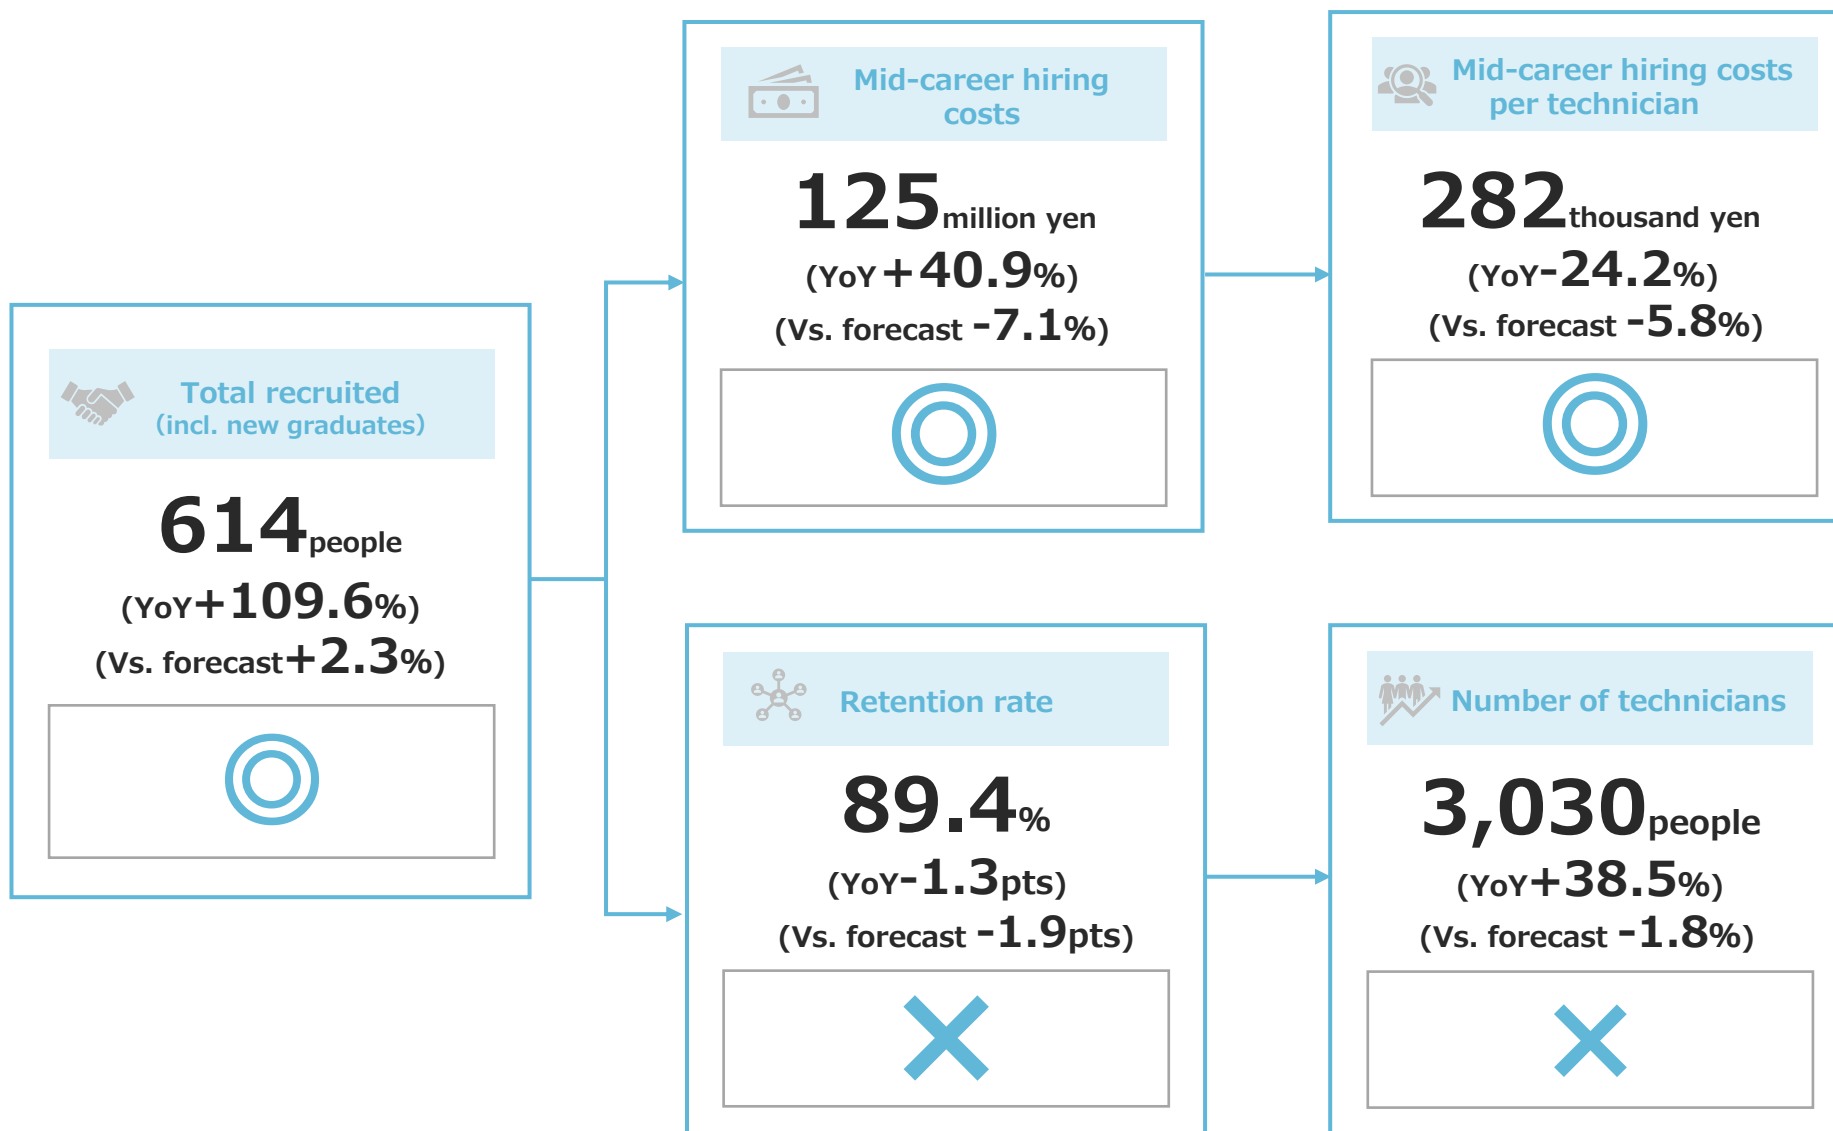 Total recruited
(incl. new graduates)
614people
(YoY+109.6%)
(Vs. forecast+2.3%)
Mid-career hiring
costs
125million yen
(YoY+40.9%)
(Vs. forecast -7.1%)
Mid-career hiring costs
per technician
282thousand yen
(YoY-24.2%)
(Vs. forecast -5.8%)
Retention rate
89.4%
(YoY-1.3pts)
(Vs. forecast -1.9pts)
Number of technicians
3,030people
(YoY+38.5%)
(Vs. forecast -1.8%)